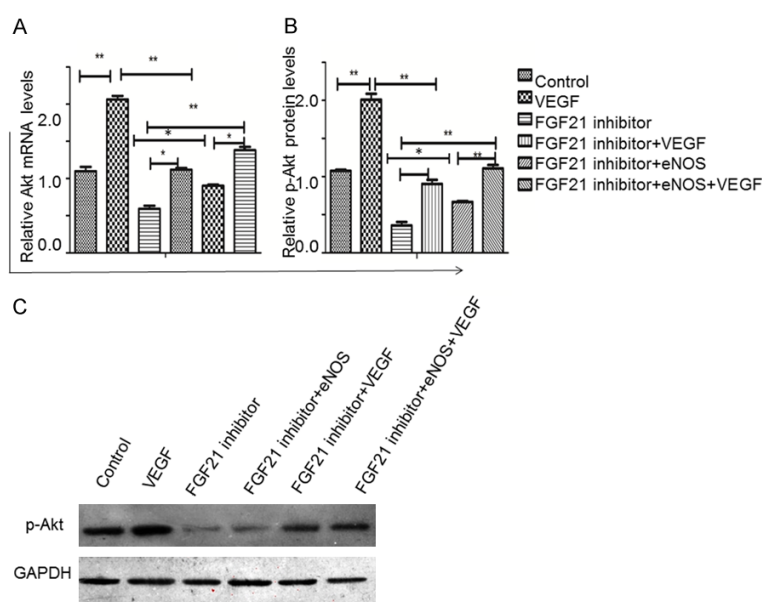 A
Relative Akt mRNA levels
2.0
1.0
0.0
**
**
**
*
*
*
B
Relative p-Akt protein levels
2.0
1.0
0.0
**
**
**
*
**
Control
VEGF
FGF21 inhibitor
FGF21 inhibitor+VEGF
FGF21 inhibitor+eNOS
FGF21 inhibitor+eNOS+VEGF
C
Control
VEGF
FGF21 inhibitor
FGF21 inhibitor+eNOS
FGF21 inhibitor+VEGF
FGF21 inhibitor+eNOS+VEGF
p-Akt
GAPDH